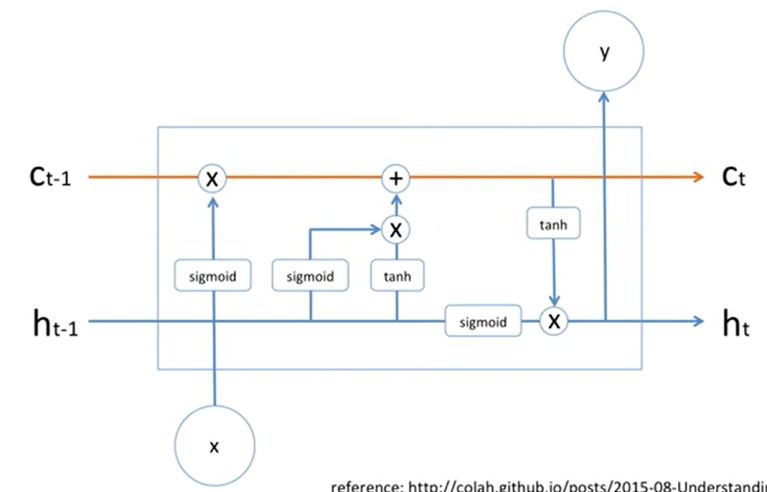 y
Ct-1
X
+
Ct
X
tanh
sigmoid
sigmoid
tanh
ht-1
sigmoid
X
ht
x
reference: http://colah.github.io/posts/2015-08-Understandin